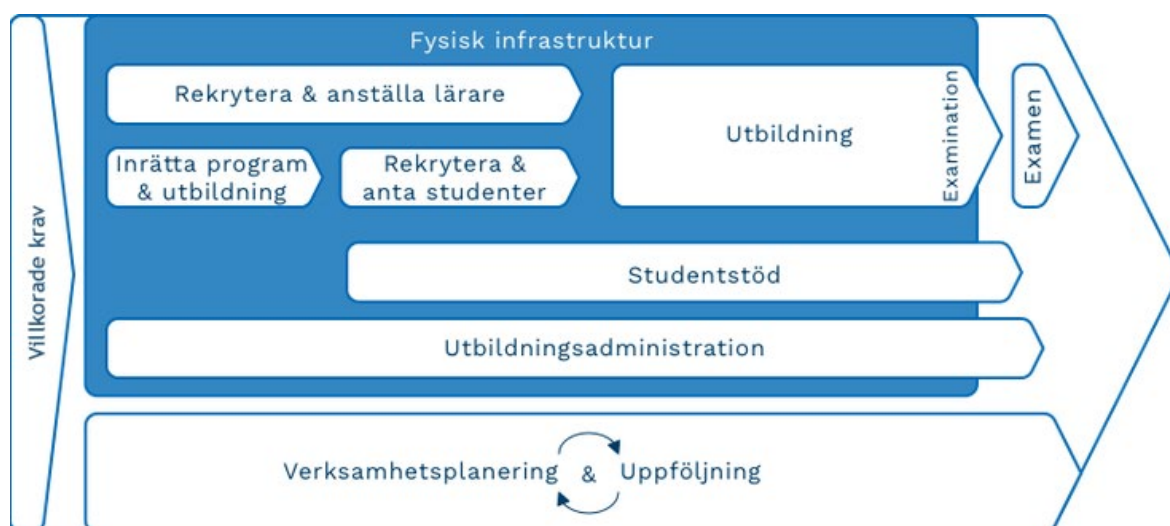 Fysisk infrastruktur
Rekrytera & anställa lärare
Inrätta program
& utbildning
Rekrytera &
anta studenter
Utbildning
Examination
Examen
Studentstöd
Utbildningsadministration
Villkorade krav
Verksamhetsplanering & Uppföljning